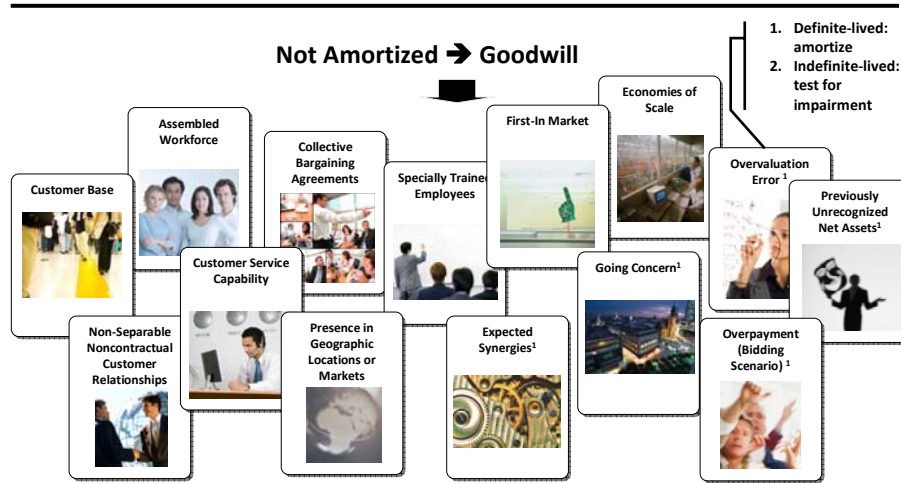 Not Amortized ➔ Goodwill
1. Definite-lived:
amortize
2. Indefinite-lived:
test for
impairment
Customer Base
Assembled
Workforce
Collective
Bargaining
Agreements
Specially Traine
Employees
First-In Market
Economies of
Scale
Overvaluation
Error 1
Previously
Unrecognized
Net Assets1
Non-Separable
Noncontractual
Customer
Relationships
Customer Service
Capability
Presence in
Geographic
Locations or
Markets
Expected
Synergies1
Going Concern1
Overpayment
(Bidding
Scenario) 1